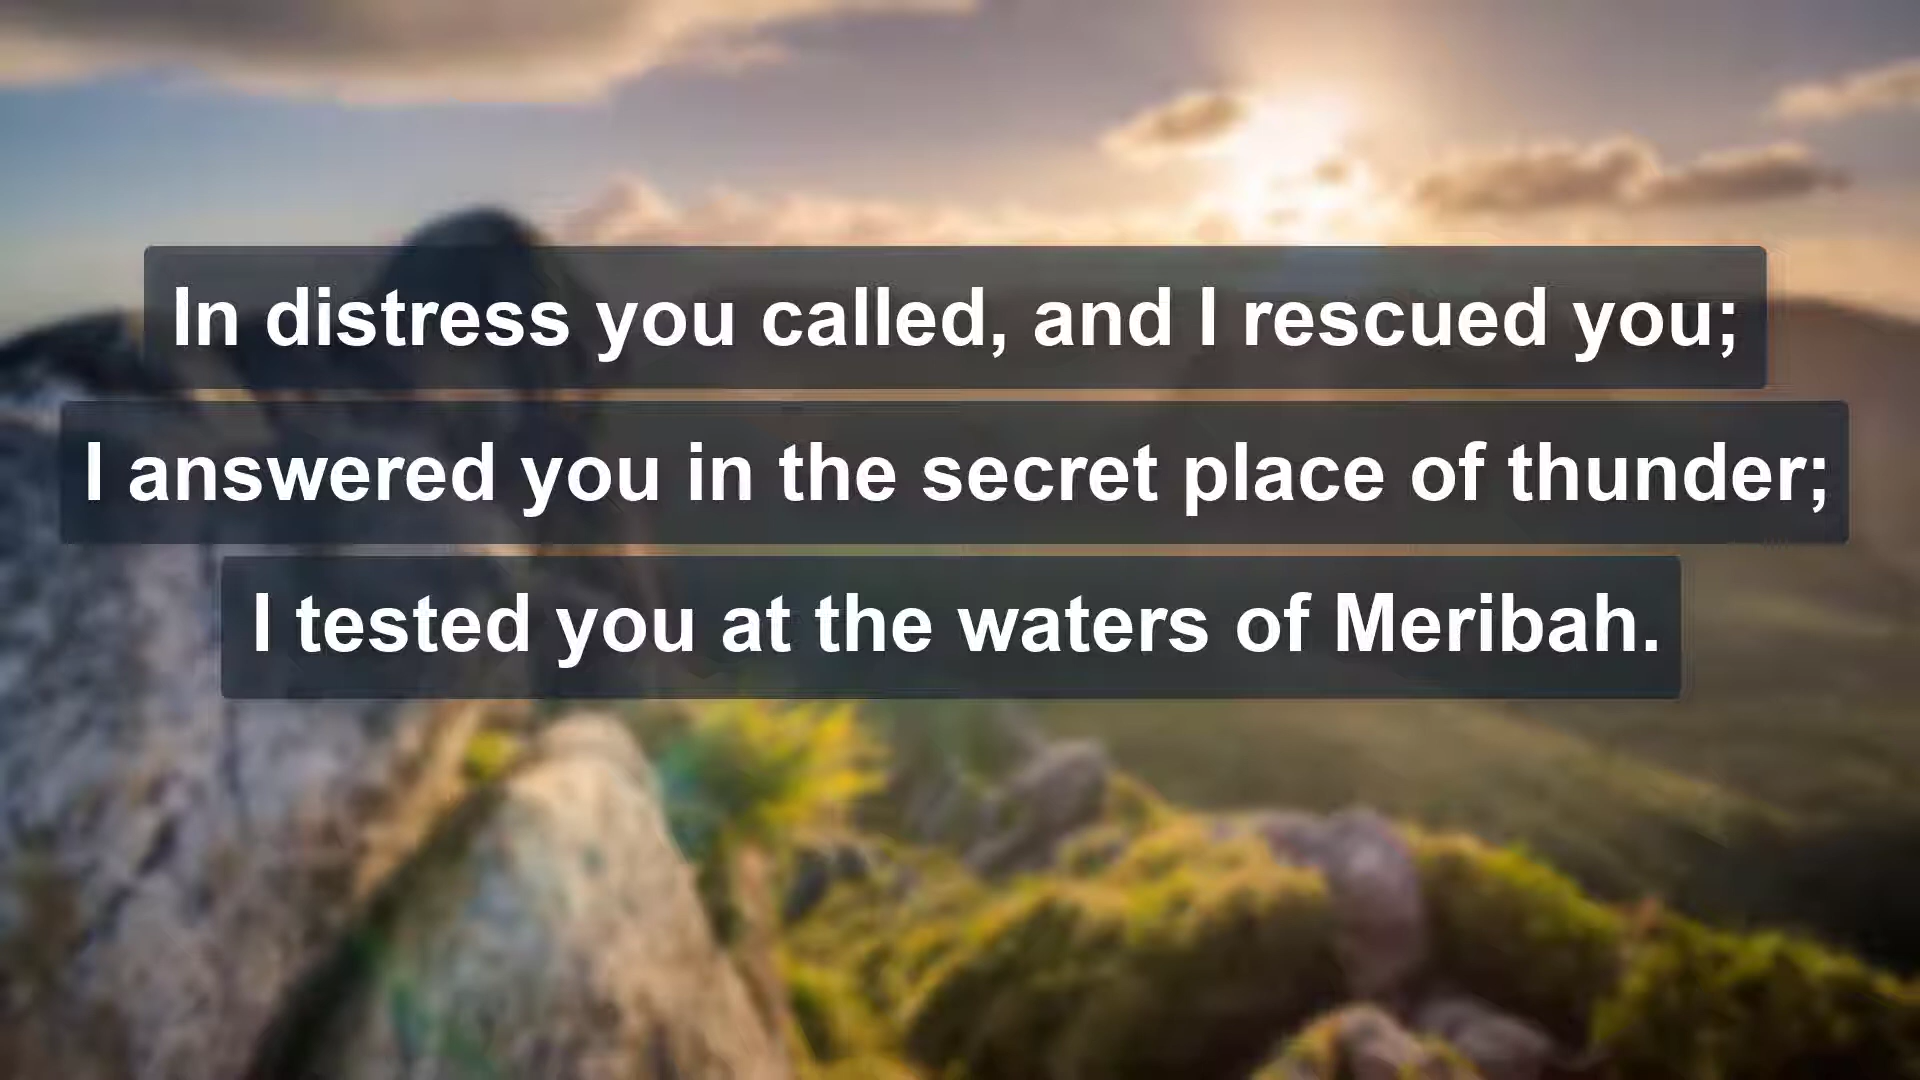 In distress you called, and I rescued you;
I answered you in the secret place of thunder;
I tested you at the waters of Meribah.